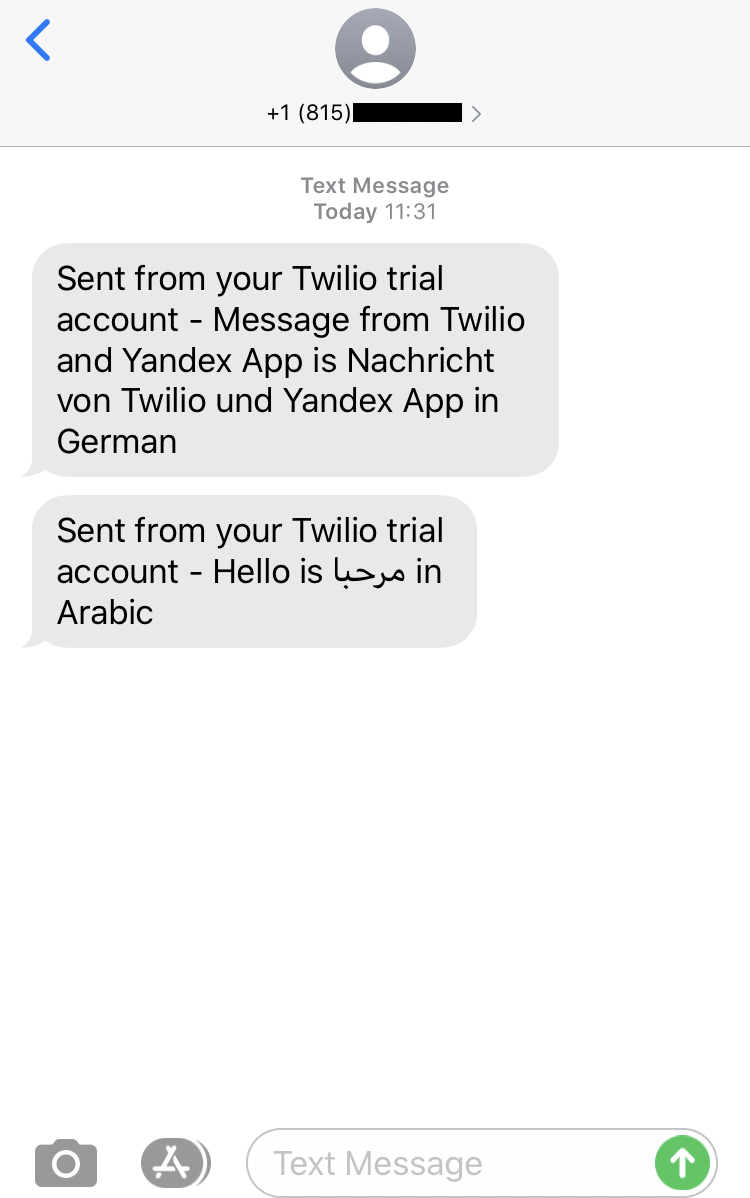 +1 (815)
Text Message
Today 11:31
Sent from your Twilio trial
account - Message from Twilio
and Yandex App is Nachricht
von Twilio und Yandex App in
German
Sent from your Twilio trial
account - Hello is مرحبا in
Arabic
Text Message